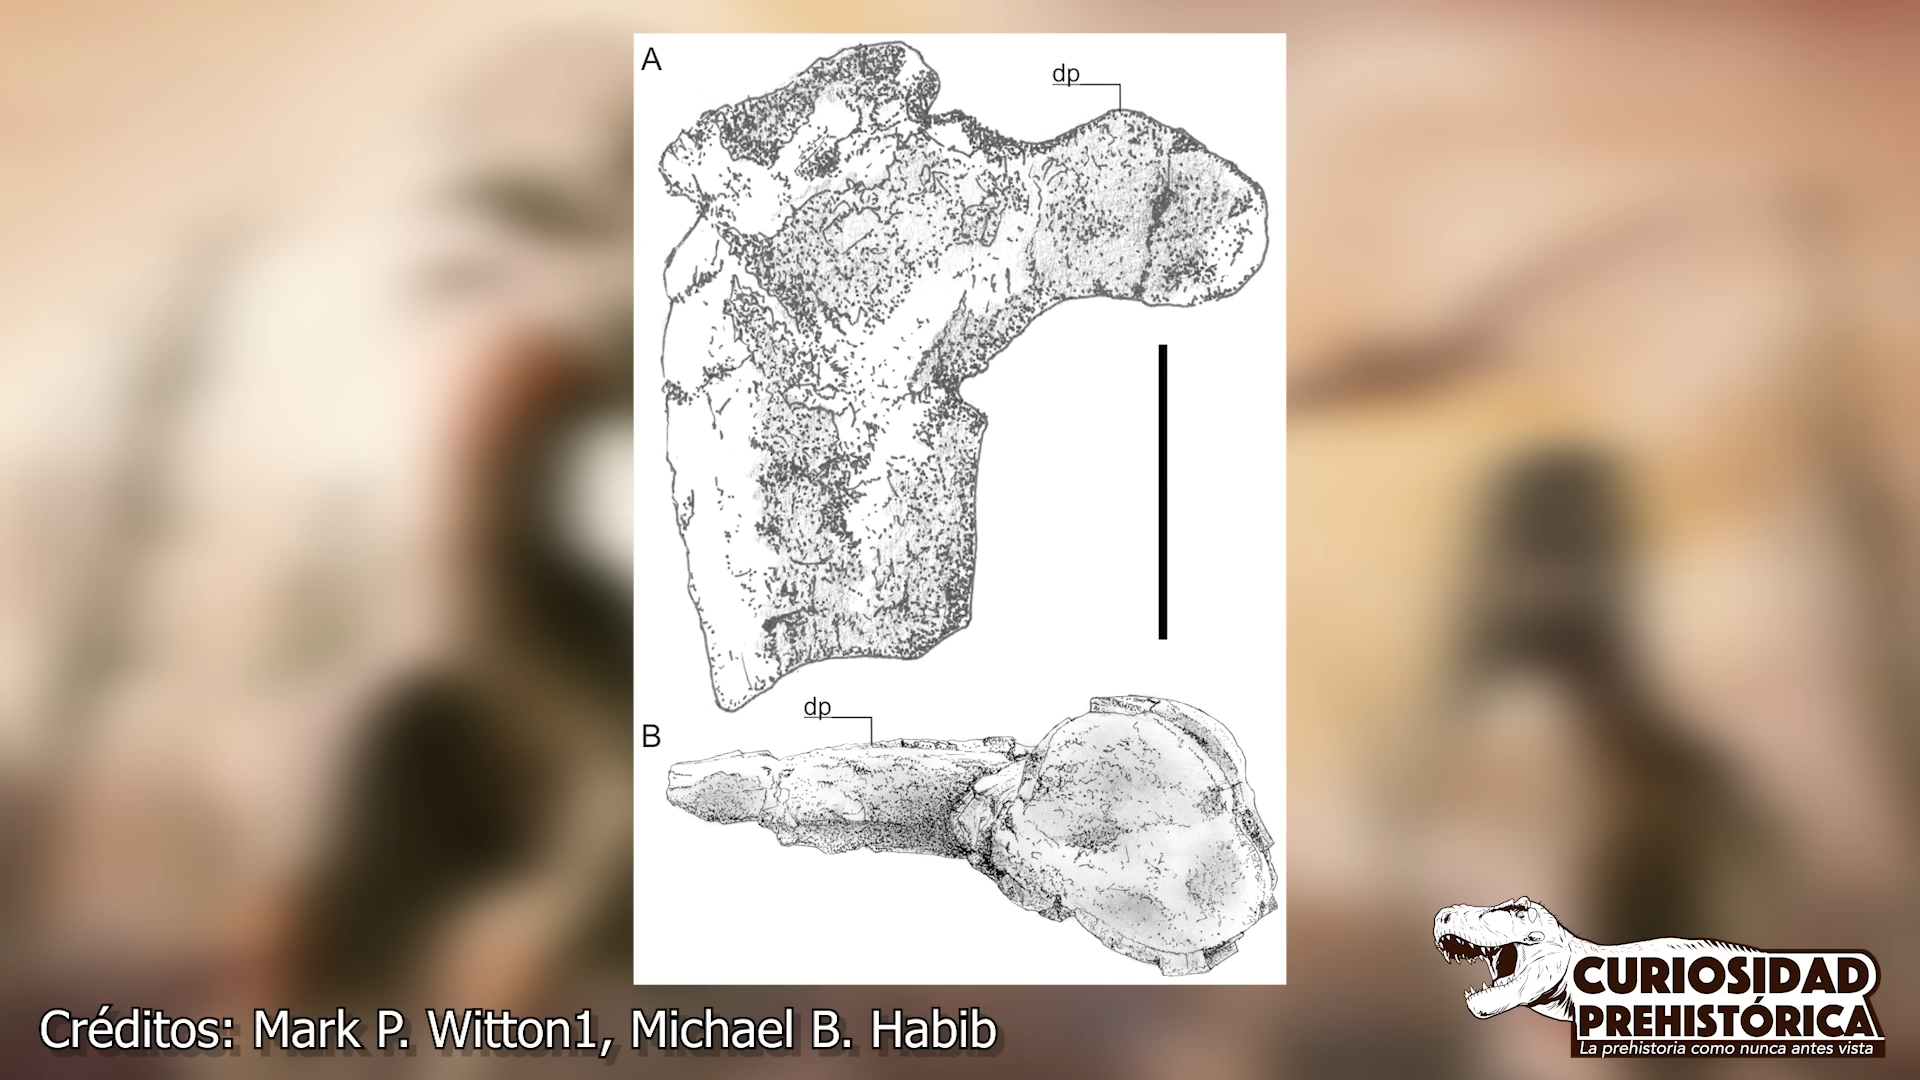 A
dp
dp
B
Créditos: Mark P. Witton1, Michael B. Habib
CURIOSIDAD
PREHISTÓRICA
La prehistoria como nunca antes vista